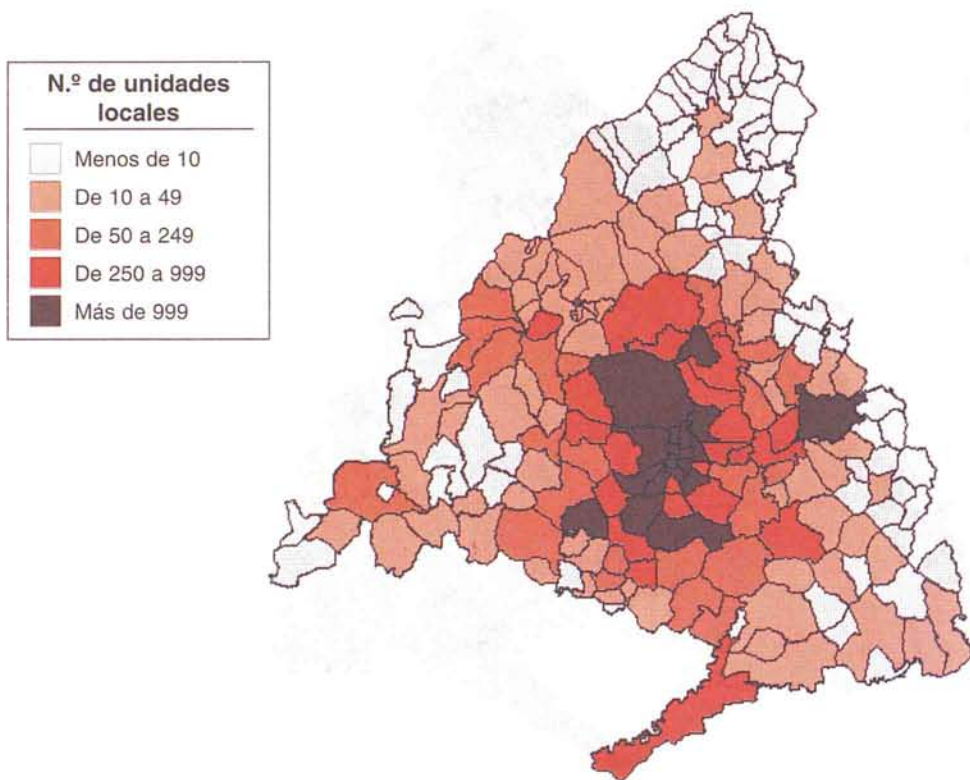 N.º de unidades
locales
Menos de 10
De 10 a 49
De 50 a 249
De 250 a 999
Más de 999